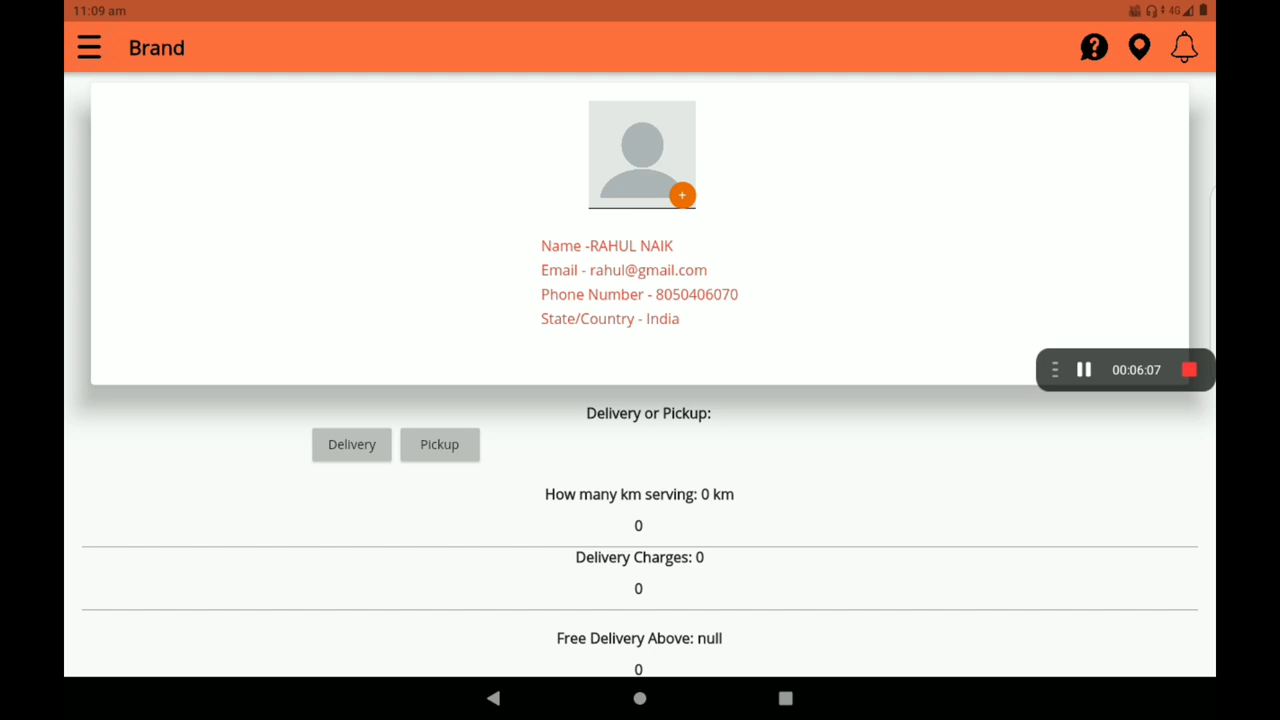 11:09 am
4G
Brand
Name -RAHUL NAIK
Email - rahul@gmail.com
Phone Number - 8050406070
State/Country - India
00:06:07
Delivery or Pickup:
Delivery Pickup
How many km serving: 0 km
0
Delivery Charges: 0
0
Free Delivery Above: null
0